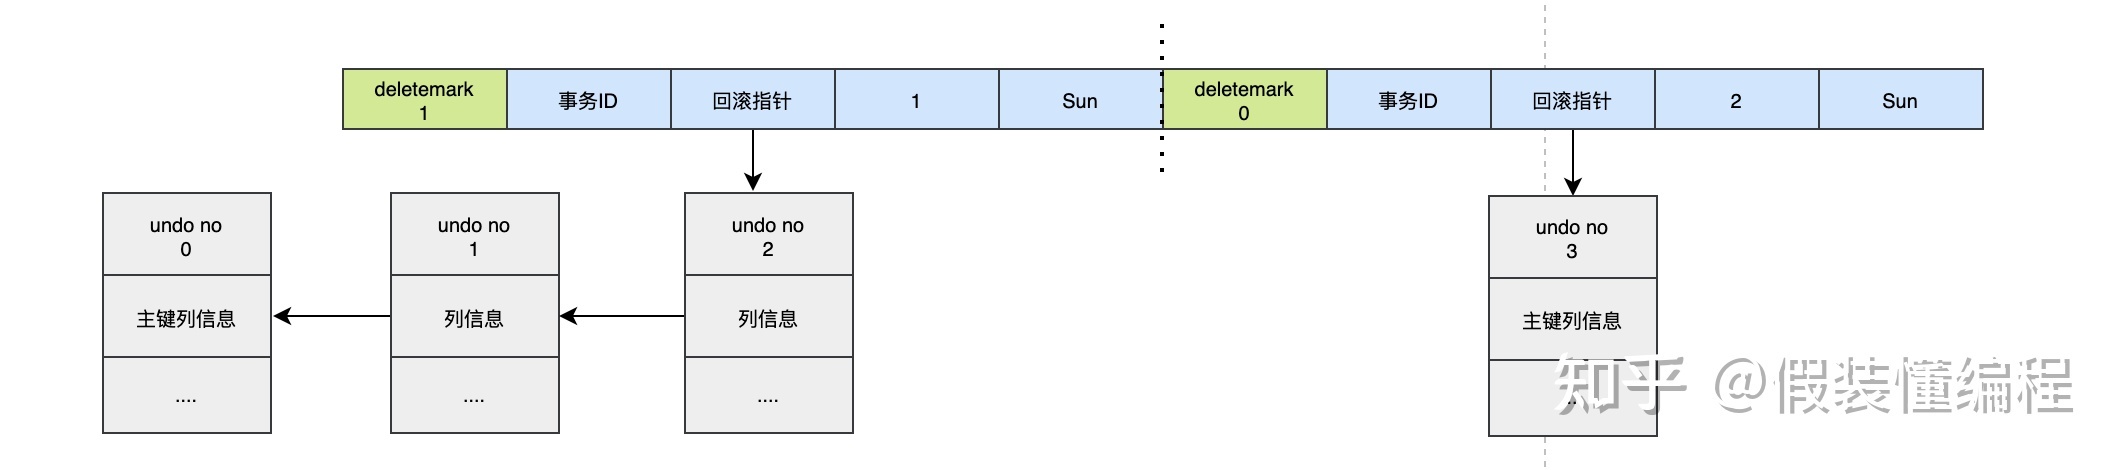 deletemark
1
事务ID
回滚指针
1
Sun
deletemark
0
事务ID
回滚指针
2
Sun
undo no
0
主键列信息
....
undo no
1
列信息
....
undo no
2
列信息
....
undo no
3
主键列信息
知乎 @假装懂编程